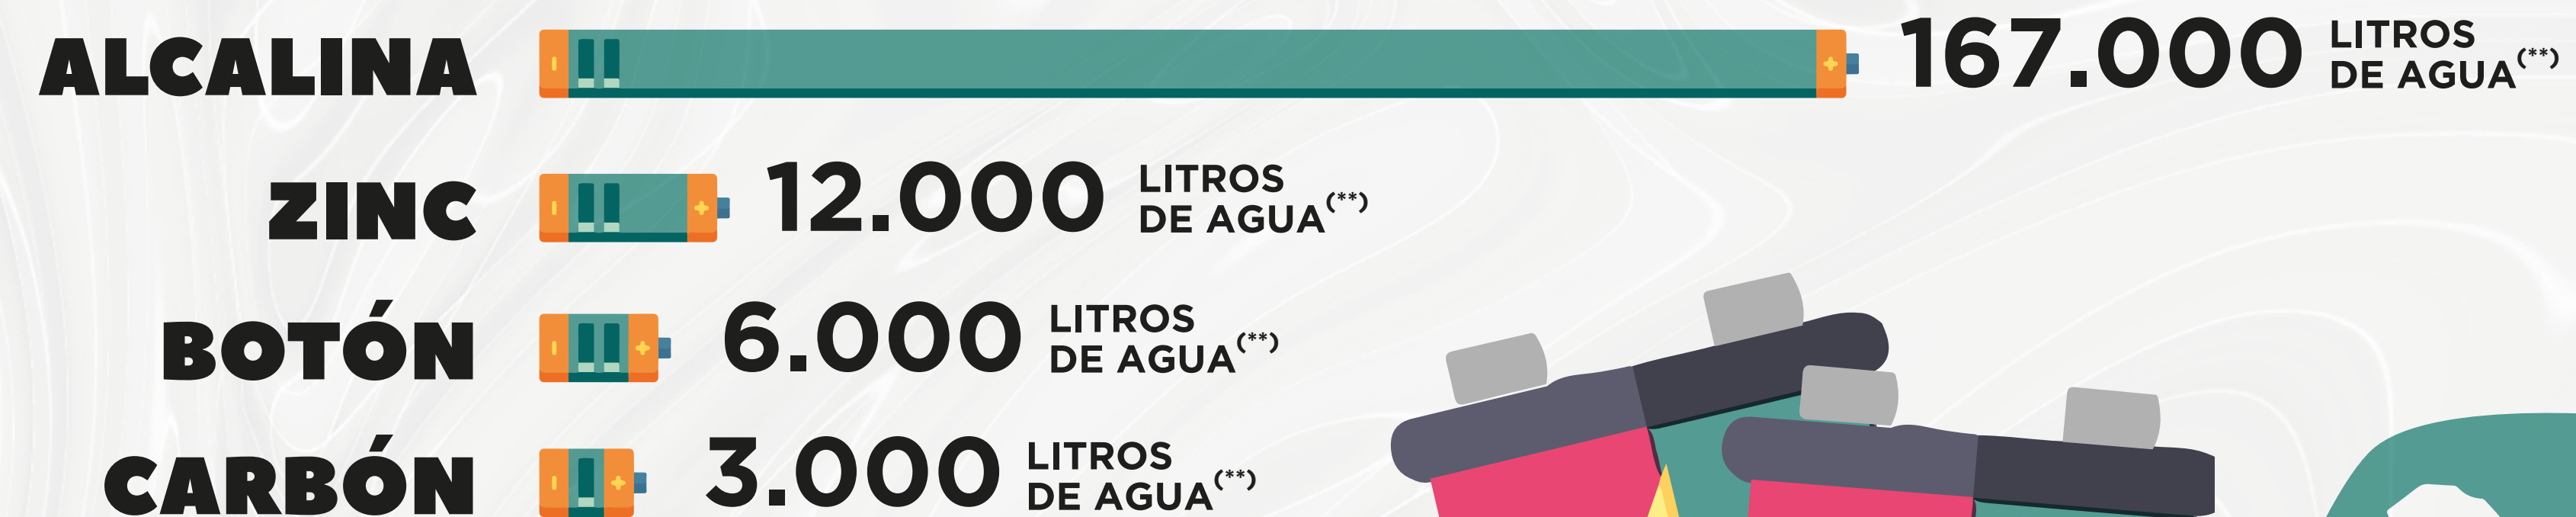 ALCALINA 167.000 LITROS
DE AGUA(**)
ZINC 12.000 LITROS
DE AGUA(**)
BOTÓN 6.000 LITROS
DE AGUA(**)
CARBÓN 3.000 LITROS
DE AGUA(**)